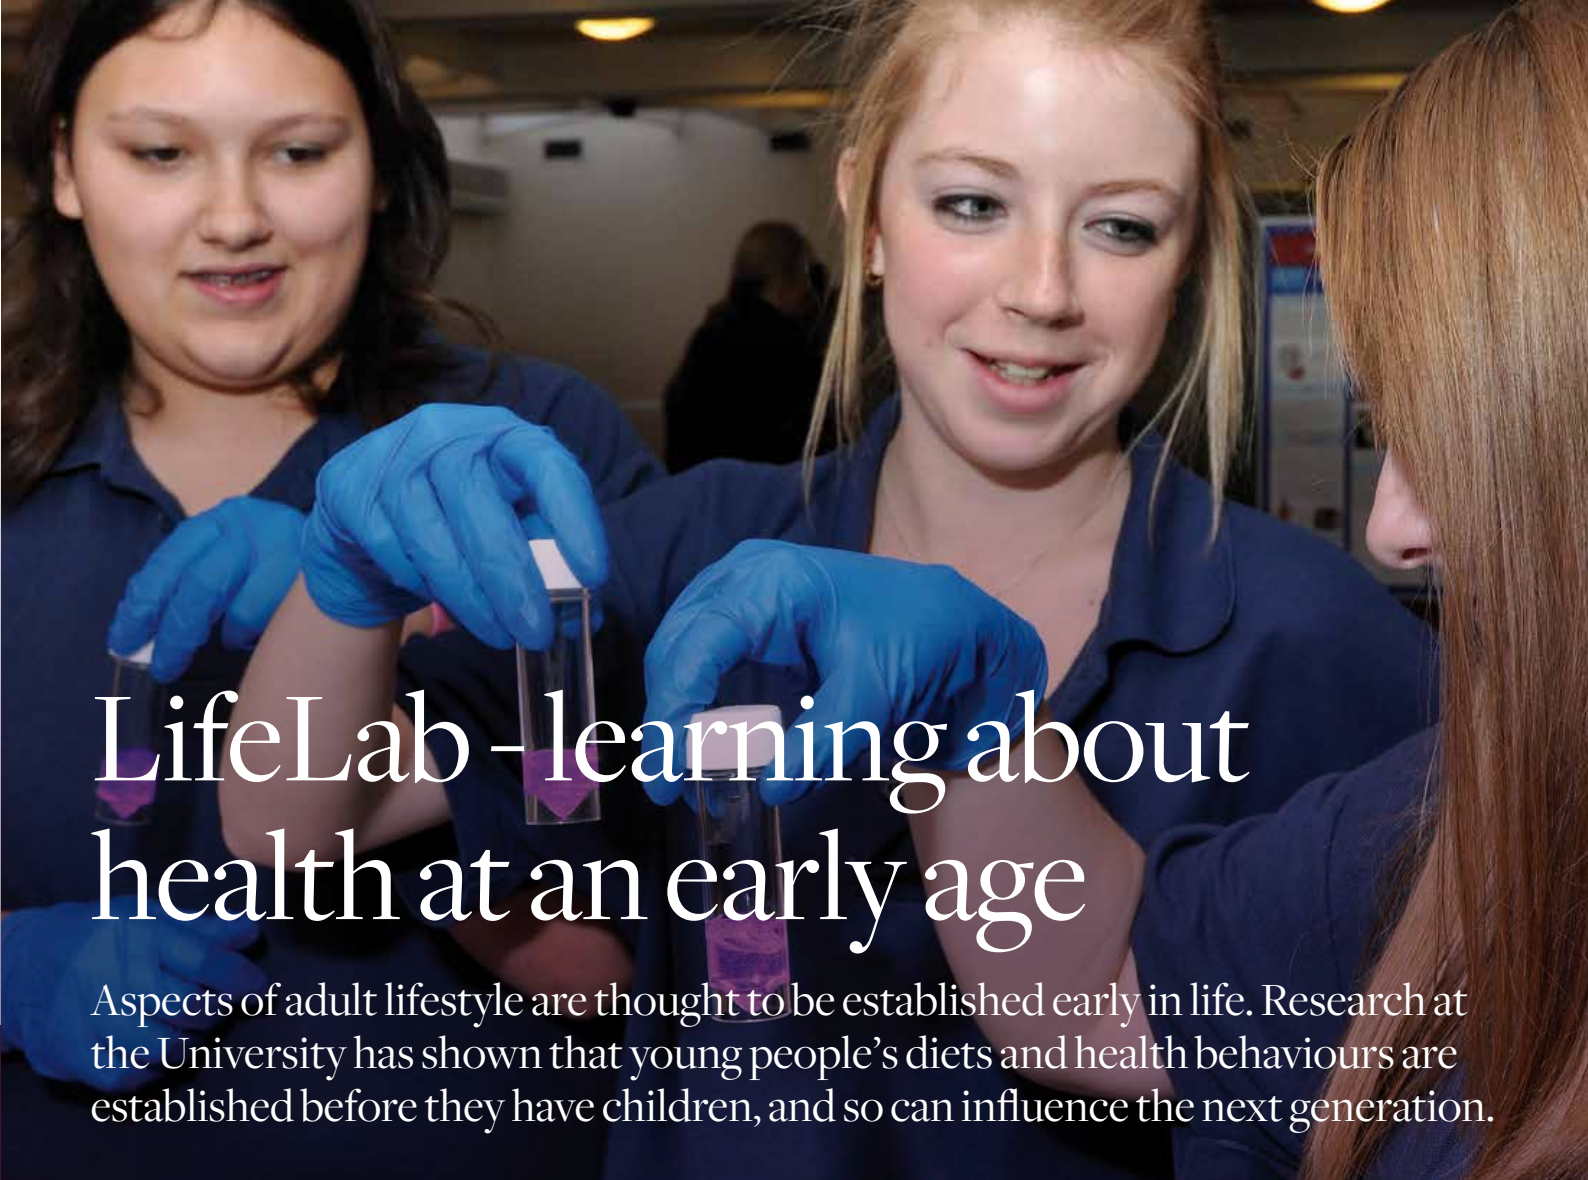 LifeLab – learning about
health at an early age
Aspects of adult lifestyle are thought to be established early in life. Research at
the University has shown that young people’s diets and health behaviours are
established before they have children, and so can influence the next generation.